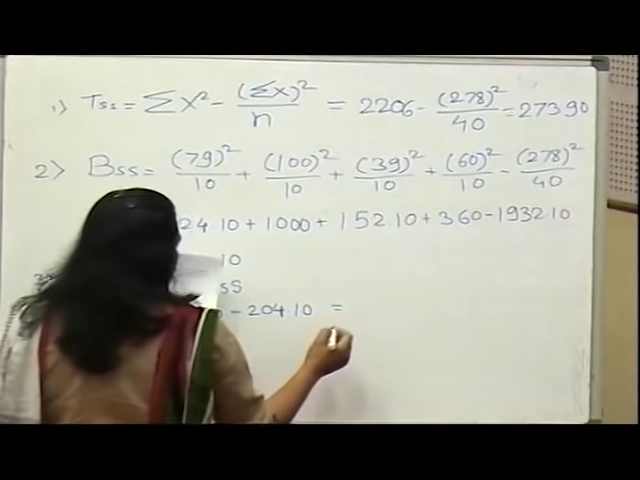 1) Tss = ΣX² - (ΣX)²/n = 2206 - (278)²/40 = 273.90
2) Bss = (79)²/10 + (100)²/10 + (39)²/10 + (60)²/10 - (278)²/40
24.10 + 1000 + 152.10 + 360 - 1932.10
10
ss
- 204.10 =